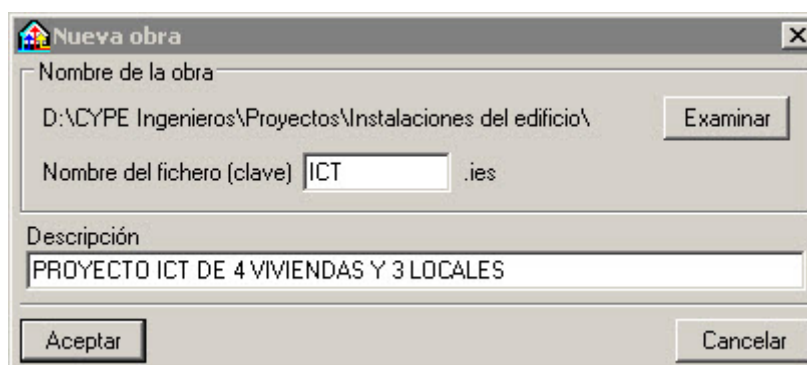 Nueva obra
Nombre de la obra
D:\CYPE Ingenieros\Proyectos\Instalaciones del edificio\ Examinar
Nombre del fichero (clave) ICT .ies
Descripción
PROYECTO ICT DE 4 VIVIENDAS Y 3 LOCALES
Aceptar Cancelar